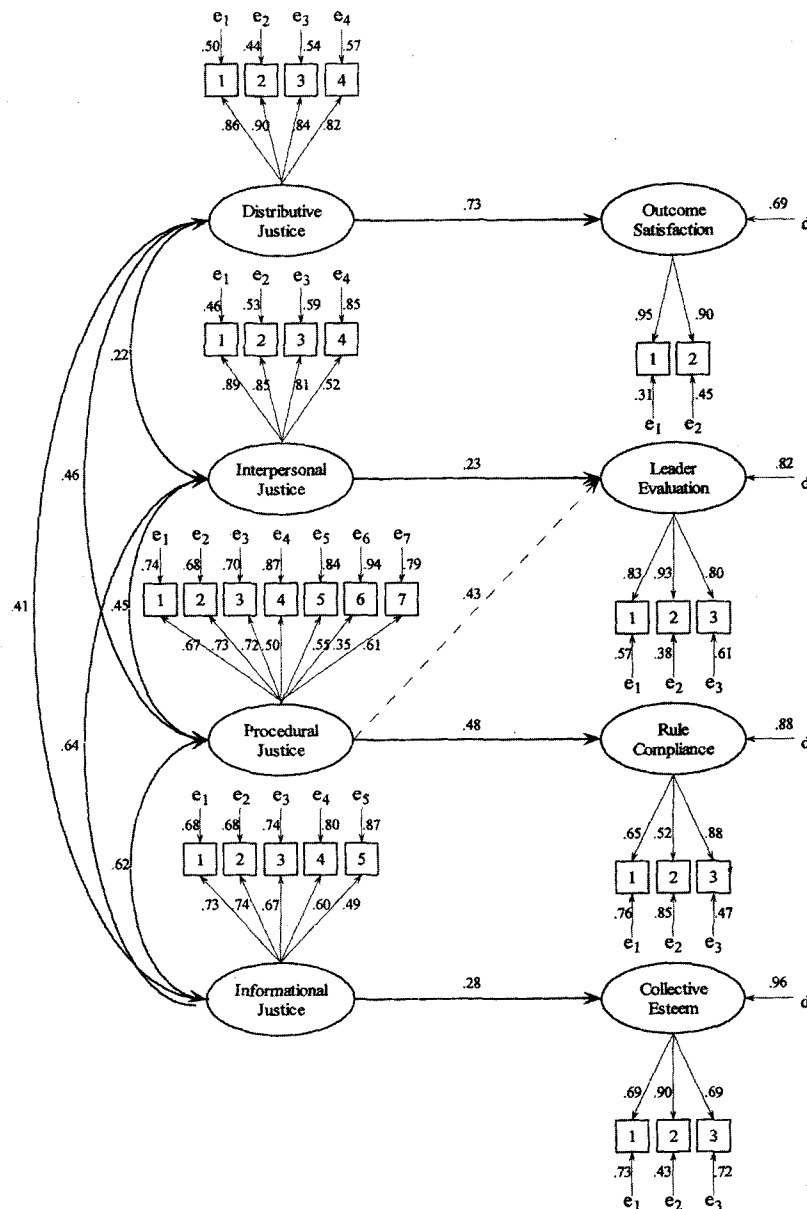 e1 e2 e3 e4
.50 .44 .54 .57
1 2 3 4
.86 .90 .84 .82
Distributive
Justice
.73
Outcome
Satisfaction
.69
d
e1 e2 e3 e4
.46 .53 .59 .85
1 2 3 4
.89 .85 .81 .52
.95 .90
1 2
.31 .45
e1 e2
.22
Interpersonal
Justice
.23
Leader
Evaluation
.82
d
.46
e1 e2 e3 e4 e5 e6 e7
.74 .68 .70 .87 .84 .94 .79
1 2 3 4 5 6 7
.67 .73 .72 .50 .55 .35 .61
.43
.83 .93 .80
1 2 3
.57 .38 .61
e1 e2 e3
.41
.45
Procedural
Justice
.48
Rule
Compliance
.88
d
.64
e1 e2 e3 e4 e5
.68 .68 .74 .80 .87
1 2 3 4 5
.73 .74 .67 .60 .49
.62
.65 .52 .88
1 2 3
.76 .85 .47
e1 e2 e3
Informational
Justice
.28
Collective
Esteem
.96
d
.69 .90 .69
1 2 3
.73 .43 .72
e1 e2 e3